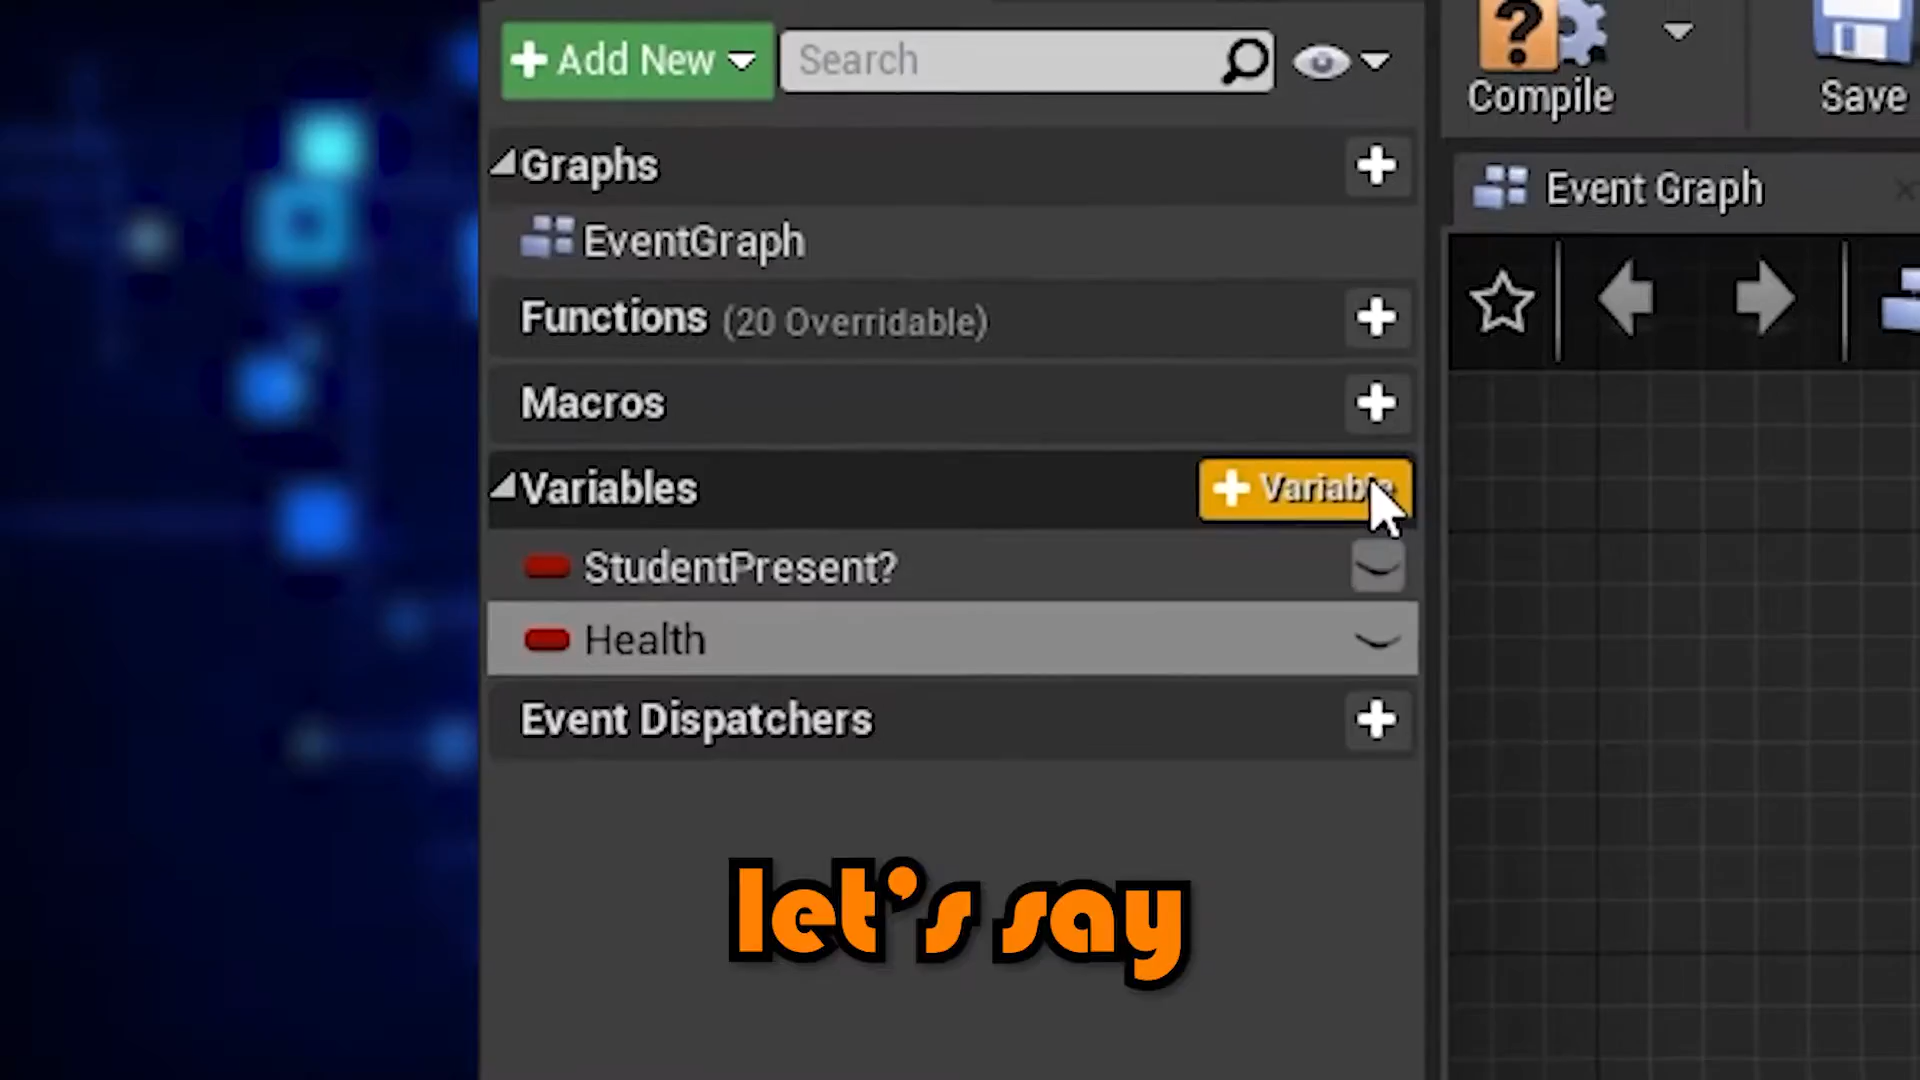 Add New
Search
Compile
Save
Graphs
Event Graph
EventGraph
Functions (20 Overridable)
Macros
Variables
Variable
StudentPresent?
Health
Event Dispatchers
let's say